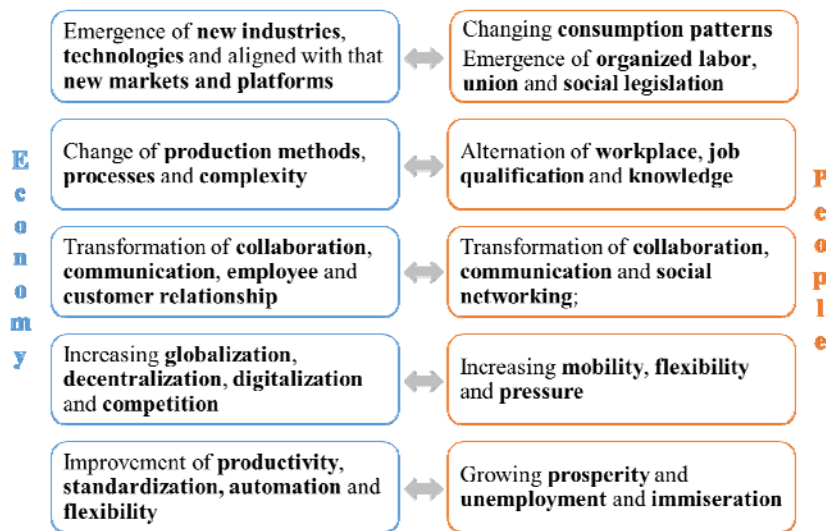 Emergence of new industries,
technologies and aligned with that
new markets and platforms
Changing consumption patterns
Emergence of organized labor,
union and social legislation
Economy
Change of production methods,
processes and complexity
Alternation of workplace, job
qualification and knowledge
People
Transformation of collaboration,
communication, employee and
customer relationship
Transformation of collaboration,
communication and social
networking;
Increasing globalization,
decentralization, digitalization
and competition
Increasing mobility, flexibility
and pressure
Improvement of productivity,
standardization, automation and
flexibility
Growing prosperity and
unemployment and immiseration